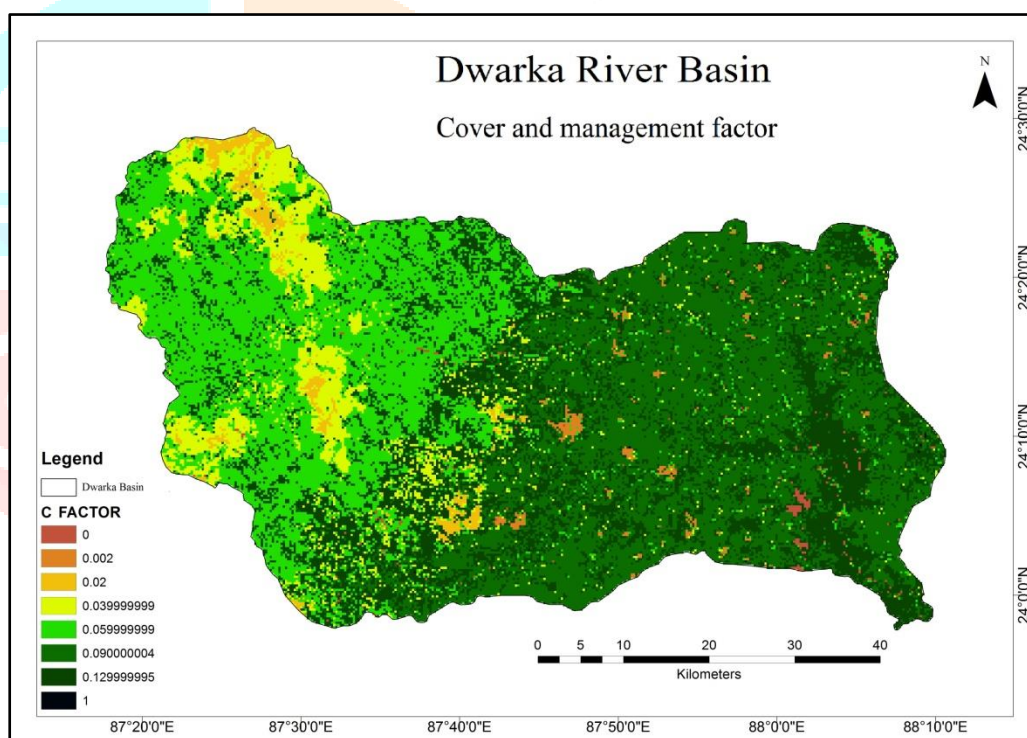 Dwarka River Basin
Cover and management factor
N
24°30'0"N
24°20'0"N
24°10'0"N
24°0'0"N
Legend
Dwarka Basin
C FACTOR
0
0.002
0.02
0.039999999
0.059999999
0.090000004
0.129999995
1
0 5 10 20 30 40
Kilometers
87°20'0"E 87°30'0"E 87°40'0"E 87°50'0"E 88°0'0"E 88°10'0"E